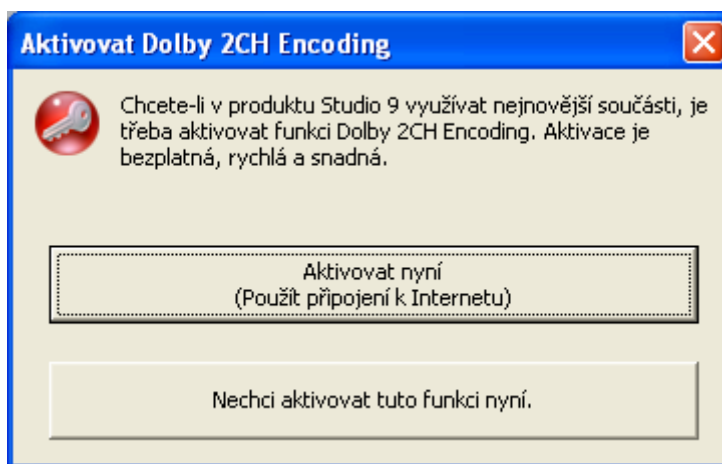 Aktivovat Dolby 2CH Encoding
Chcete-li v produktu Studio 9 využívat nejnovější součásti, je
třeba aktivovat funkci Dolby 2CH Encoding. Aktivace je
bezplatná, rychlá a snadná.
Aktivovat nyní
(Použít připojení k Internetu)
Nechci aktivovat tuto funkci nyní.